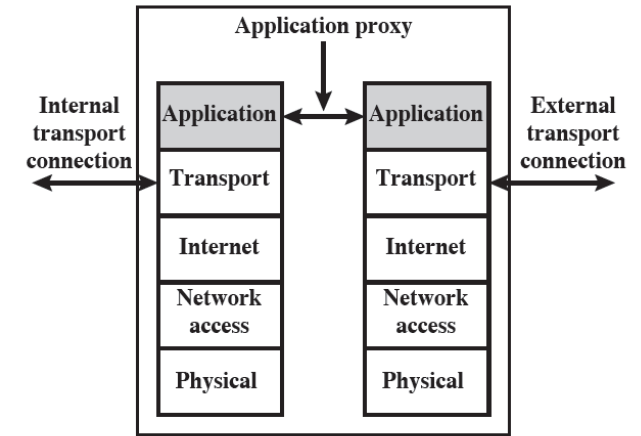 Application proxy
Internal
transport
connection
Application
Transport
Internet
Network
access
Physical
Application
Transport
Internet
Network
access
Physical
External
transport
connection